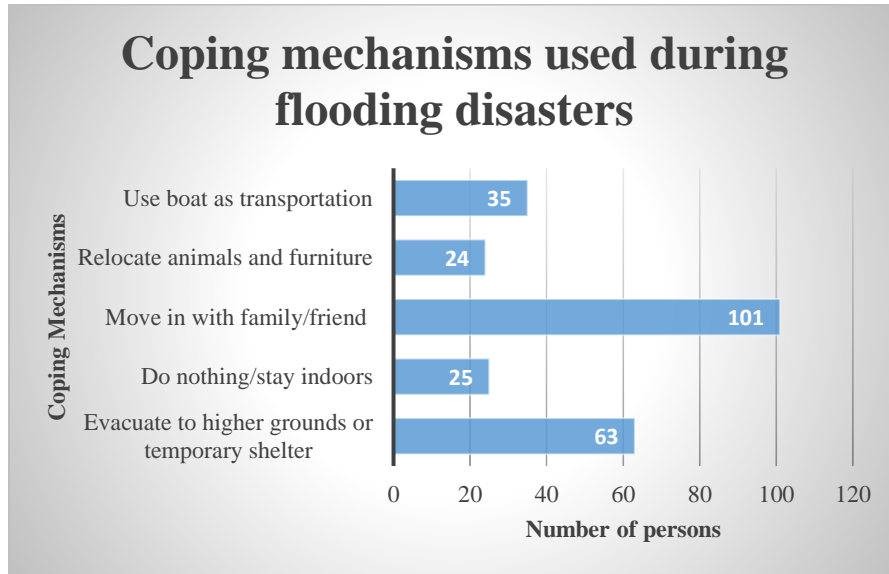 Coping mechanisms used during
flooding disasters
Coping Mechanisms
Use boat as transportation
35
Relocate animals and furniture
24
Move in with family/friend
101
Do nothing/stay indoors
25
Evacuate to higher grounds or
temporary shelter
63
0 20 40 60 80 100 120
Number of persons